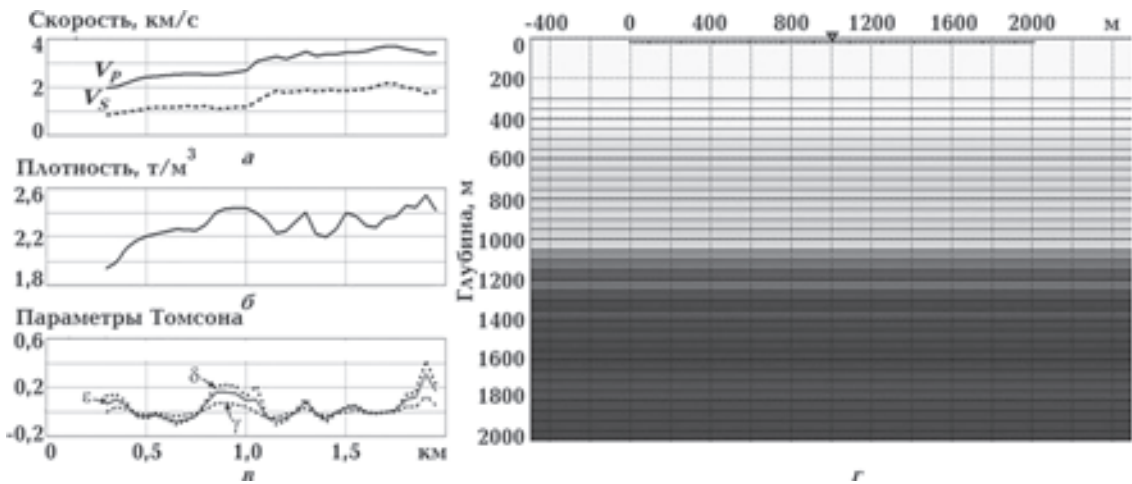 Скорость, км/с
4
2
0
Vp
Vs
а
Плотность, т/м³
2,6
2,2
1,8
б
Параметры Томсона
0,6
0,2
-0,2
ε
δ
γ
0 0,5 1,0 1,5 км
в
-400 0 400 800 1200 1600 2000 м
Глубина, м
0
200
400
600
800
1000
1200
1400
1600
1800
2000
г